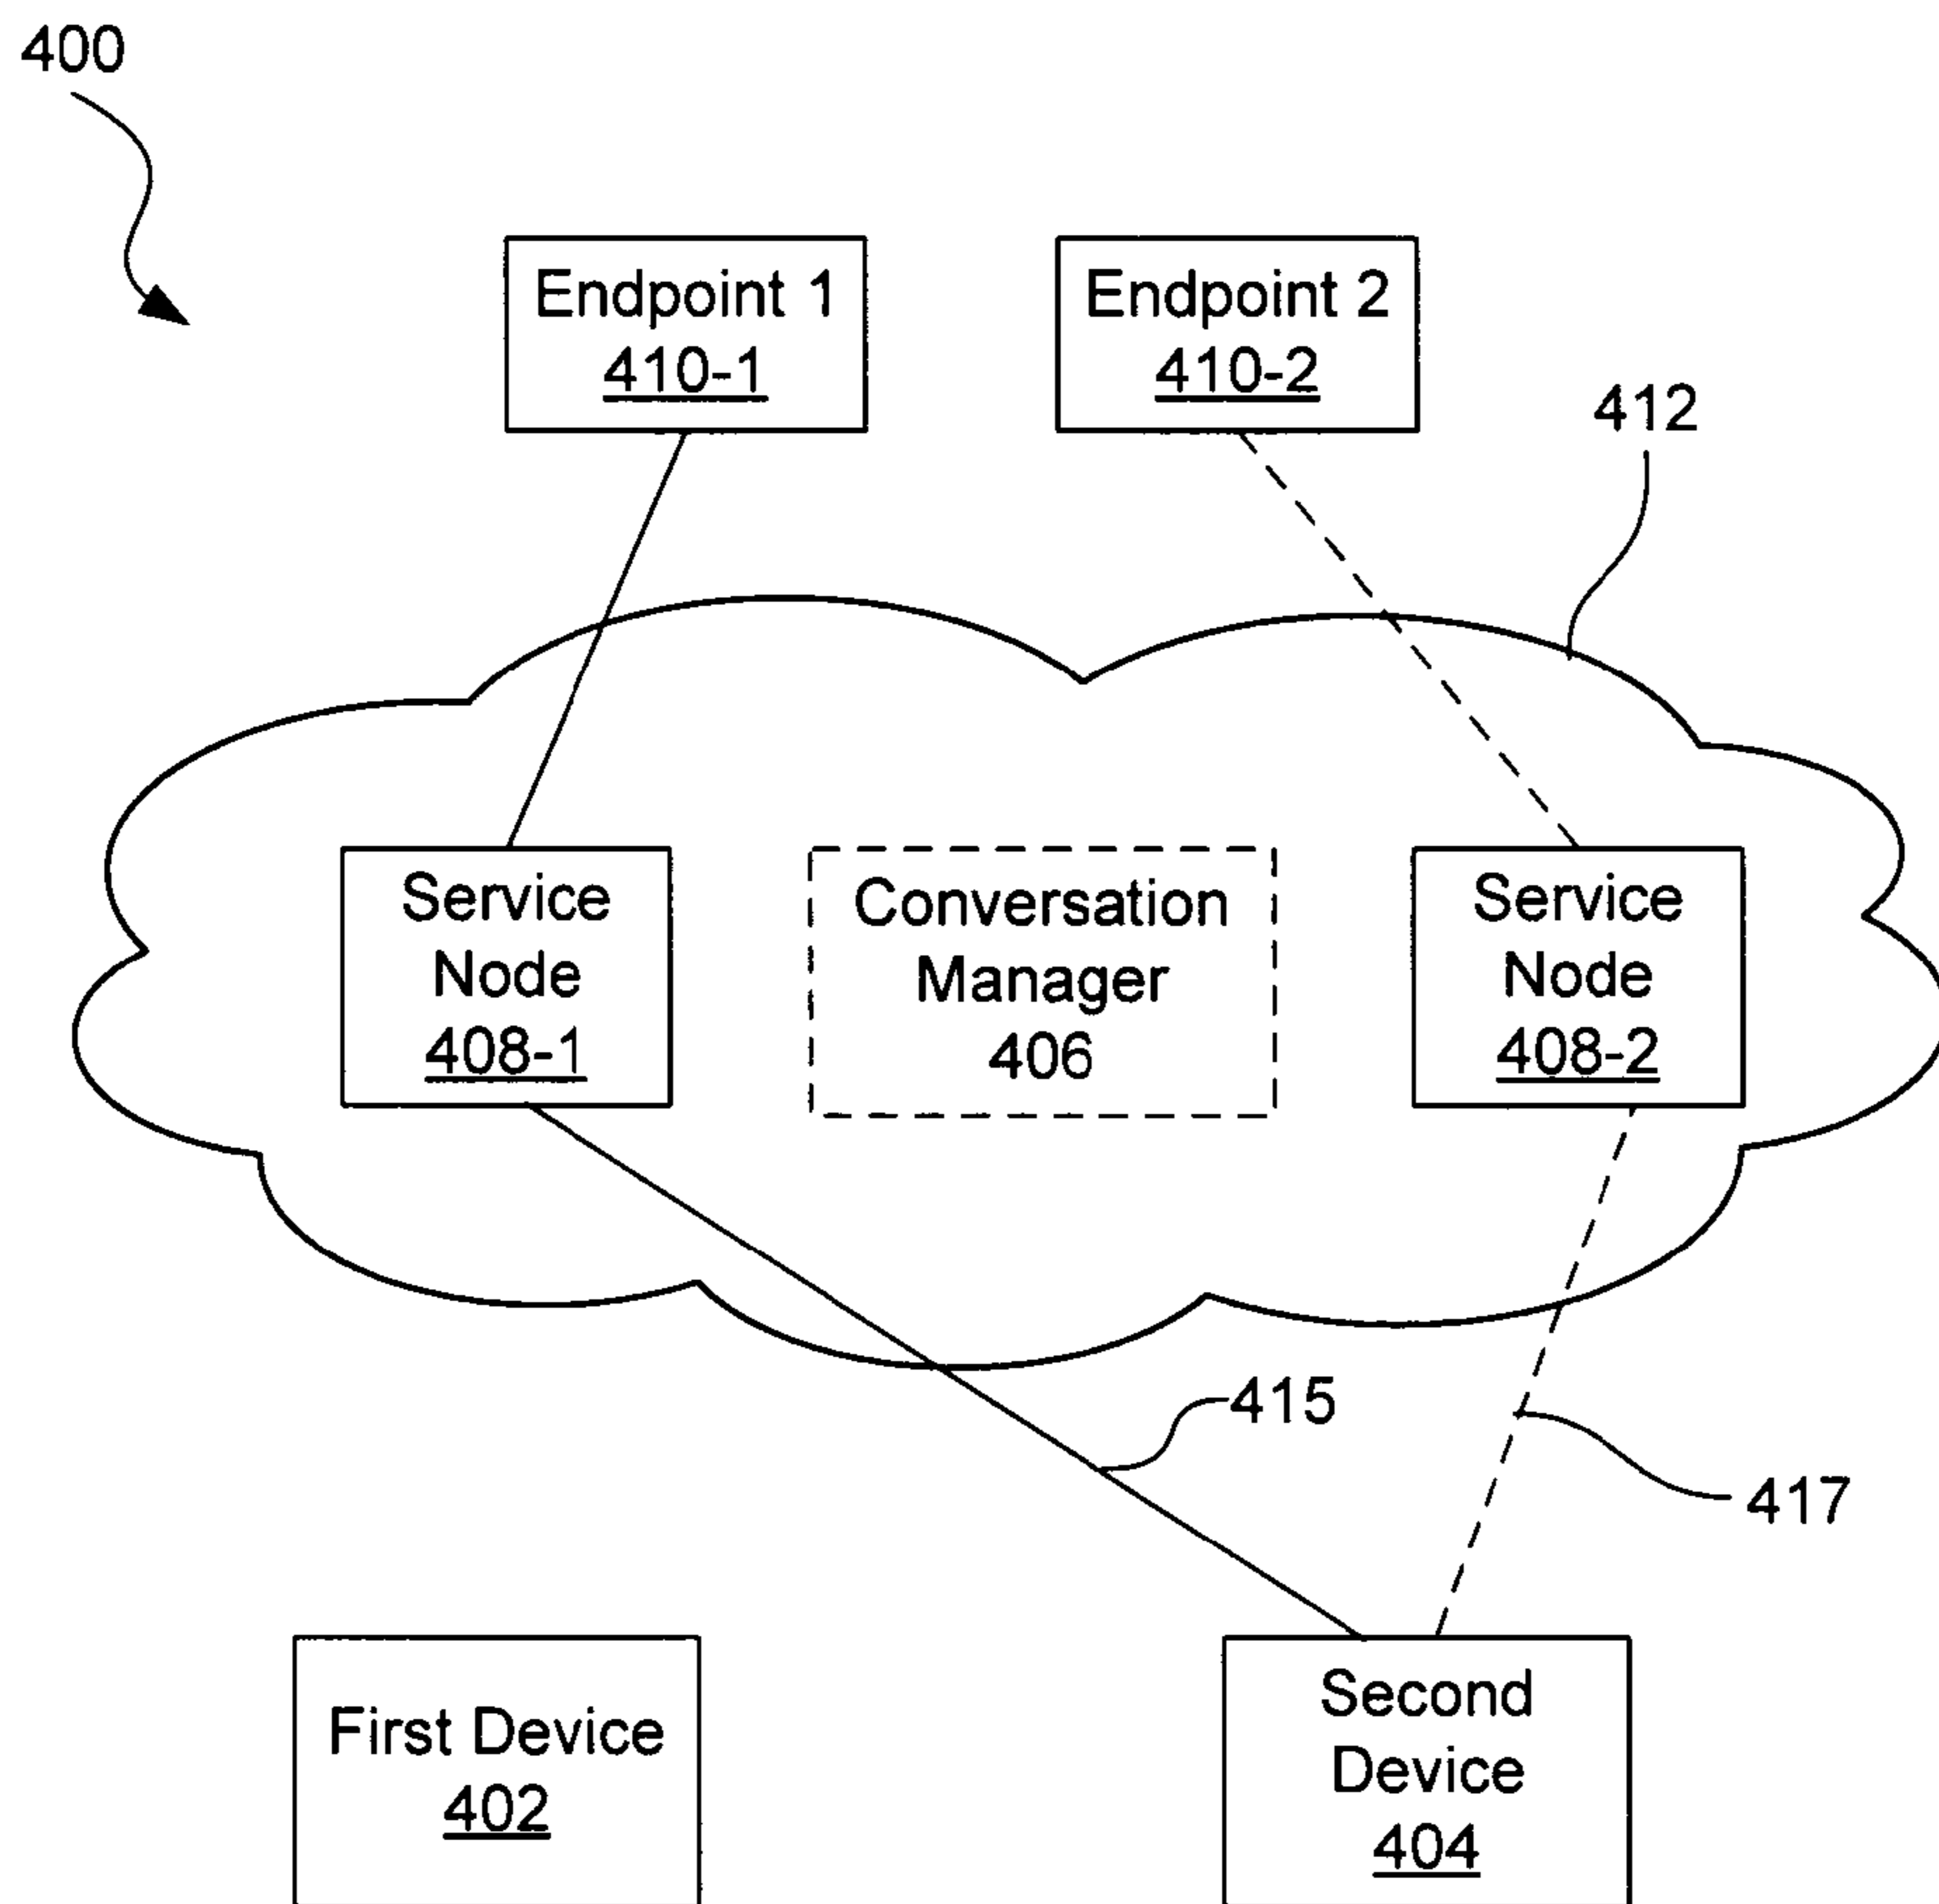 400
Endpoint 1
410-1
Endpoint 2
410-2
412
Service
Node
408-1
Conversation
Manager
406
Service
Node
408-2
415
417
First Device
402
Second
Device
404